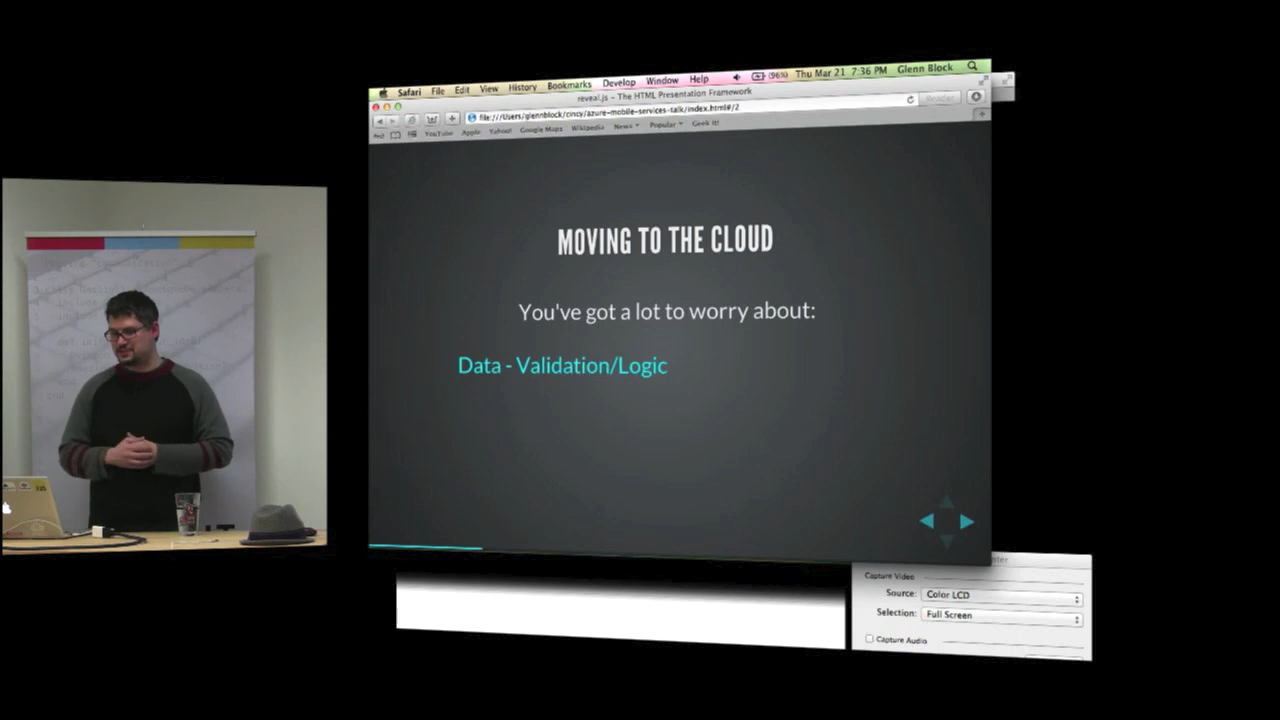 Safari File Edit View History Bookmarks Develop Window Help (96%) Thu Mar 21 7:36 PM Glenn Block
reveal.js - The HTML Presentation Framework
file:///Users/glennblock/cincy/azure-mobile-services-talk/index.html#/2
Reader
YouTube Apple Yahoo! Google Maps Wikipedia News Popular Geek It!
MOVING TO THE CLOUD
You've got a lot to worry about:
Data - Validation/Logic
Capture Video
Source: Color LCD
Selection: Full Screen
Capture Audio